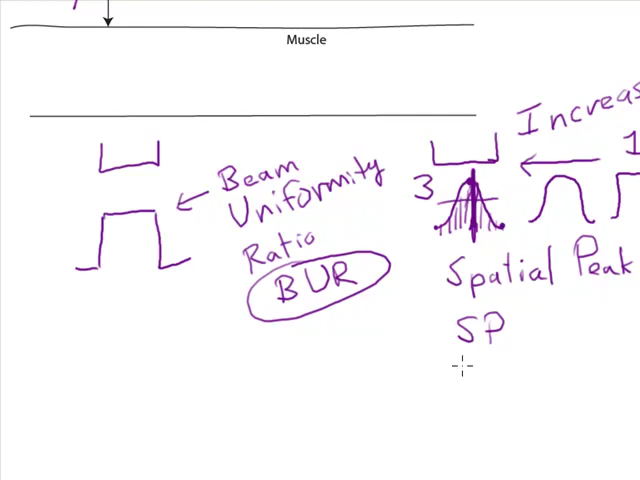 Muscle
Increas
1
Beam
Uniformity
Ratio
BUR
3
Spatial Peak
SP